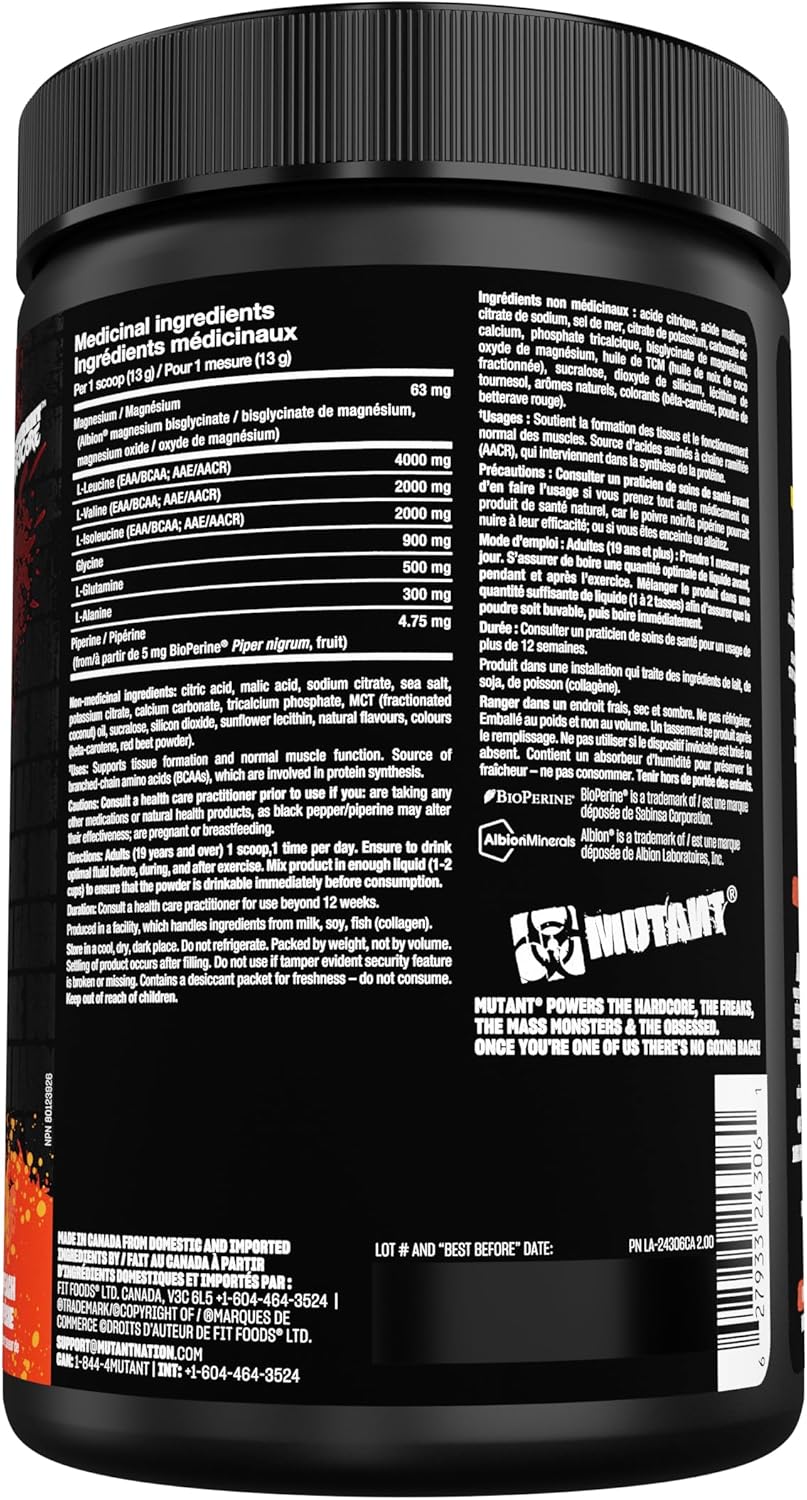 Medicinal ingredients
Ingrédients médicinaux
Per 1 scoop (13 g) / Pour 1 mesure (13 g)
Magnesium / Magnésium 63 mg
(Albion® magnesium bisglycinate / bisglycinate de magnésium,
magnesium oxide / oxyde de magnésium)
L-Leucine (EAA/BCAA; AAE/AACR) 4000 mg
L-Valine (EAA/BCAA; AAE/AACR) 2000 mg
L-Isoleucine (EAA/BCAA; AAE/AACR) 2000 mg
Glycine 900 mg
L-Glutamine 500 mg
L-Alanine 300 mg
Piperine / Pipérine 4.75 mg
(from/à partir de 5 mg BioPerine® Piper nigrum, fruit)
Non-medicinal ingredients: citric acid, malic acid, sodium citrate, sea salt,
potassium citrate, calcium carbonate, tricalcium phosphate, MCT (fractionated
coconut) oil, sucralose, silicon dioxide, sunflower lecithin, natural flavours, colours
(beta-carotene, red beet powder).
Uses: Supports tissue formation and normal muscle function. Source of
branched-chain amino acids (BCAAs), which are involved in protein synthesis.
Cautions: Consult a health care practitioner prior to use if you: are taking any
other medications or natural health products, as black pepper/piperine may alter
their effectiveness; are pregnant or breastfeeding.
Directions: Adults (19 years and over) 1 scoop,1 time per day. Ensure to drink
optimal fluid before, during, and after exercise. Mix product in enough liquid (1-2
cups) to ensure that the powder is drinkable immediately before consumption.
Duration: Consult a health care practitioner for use beyond 12 weeks.
Produced in a facility, which handles ingredients from milk, soy, fish (collagen).
Store in a cool, dry, dark place. Do not refrigerate. Packed by weight, not by volume.
Settling of product occurs after filling. Do not use if tamper evident security feature
is broken or missing. Contains a desiccant packet for freshness – do not consume.
Keep out of reach of children.
Ingrédients non médicinaux : acide citrique, acide malique,
citrate de sodium, sel de mer, citrate de potassium, carbonate de
calcium, phosphate tricalcique, bisglycinate de magnésium,
oxyde de magnésium, huile de TCM (huile de noix de coco
fractionnée), sucralose, dioxyde de silicium, lécithine de
tournesol, arômes naturels, colorants (bêta-carotène, poudre de
betterave rouge).
Usages : Soutient la formation des tissus et le fonctionnement
normal des muscles. Source d'acides aminés à chaîne ramifiée
(AACR), qui interviennent dans la synthèse de la protéine.
Précautions : Consulter un praticien de soins de santé avant
d'en faire l'usage si vous prenez tout autre médicament ou
produit de santé naturel, car le poivre noir/la pipérine pourrait
nuire à leur efficacité; ou si vous êtes enceinte ou allaitez.
Mode d'emploi : Adultes (19 ans et plus) : Prendre 1 mesure par
jour. S'assurer de boire une quantité optimale de liquide avant,
pendant et après l'exercice. Mélanger le produit dans une
quantité suffisante de liquide (1 à 2 tasses) afin d'assurer que la
poudre soit buvable, puis boire immédiatement.
Durée : Consulter un praticien de soins de santé pour un usage de
plus de 12 semaines.
Produit dans une installation qui traite des ingrédients de lait, de
soja, de poisson (collagène).
Ranger dans un endroit frais, sec et sombre. Ne pas réfrigérer.
Emballé au poids et non au volume. Un tassement se produit après
le remplissage. Ne pas utiliser si le dispositif inviolable est brisé ou
absent. Contient un absorbeur d'humidité pour préserver la
fraîcheur – ne pas consommer. Tenir hors de portée des enfants.
BIOPERINE® BioPerine® is a trademark of / est une marque
déposée de Sabinsa Corporation.
AlbionMinerals Albion® is a trademark of / est une marque
déposée de Albion Laboratoires, Inc.
MUTANT®
MUTANT® POWERS THE HARDCORE, THE FREAKS,
THE MASS MONSTERS & THE OBSESSED.
ONCE YOU'RE ONE OF US THERE'S NO GOING BACK!
NPN 80123926
MADE IN CANADA FROM DOMESTIC AND IMPORTED
INGREDIENTS BY / FAIT AU CANADA À PARTIR
D'INGRÉDIENTS DOMESTIQUES ET IMPORTÉS PAR :
FIT FOODS® LTD. CANADA, V3C 6L5 +1-604-464-3524 |
®TRADEMARK/©COPYRIGHT OF / ®MARQUES DE
COMMERCE ©DROITS D'AUTEUR DE FIT FOODS® LTD.
SUPPORT@MUTANTNATION.COM
CAN: 1-844-4MUTANT | INT: +1-604-464-3524
LOT # AND “BEST BEFORE” DATE:
PN LA-24306CA 2.00
6 27933 24306 1